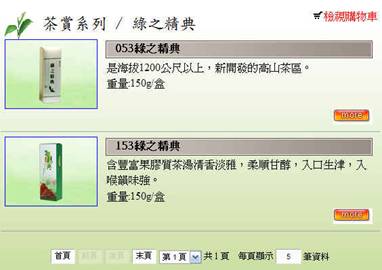 茶賞系列 / 綠之精典
檢視購物車
053綠之精典
是海拔1200公尺以上，新開發的高山茶區。
重量:150g/盒
more
153綠之精典
含豐富果膠質茶湯清香淡雅，柔順甘醇，入口生津，入
喉韻味強。
重量:150g/盒
more
首頁 前頁 次頁 末頁 第1頁 共1頁 每頁顯示 5 筆資料